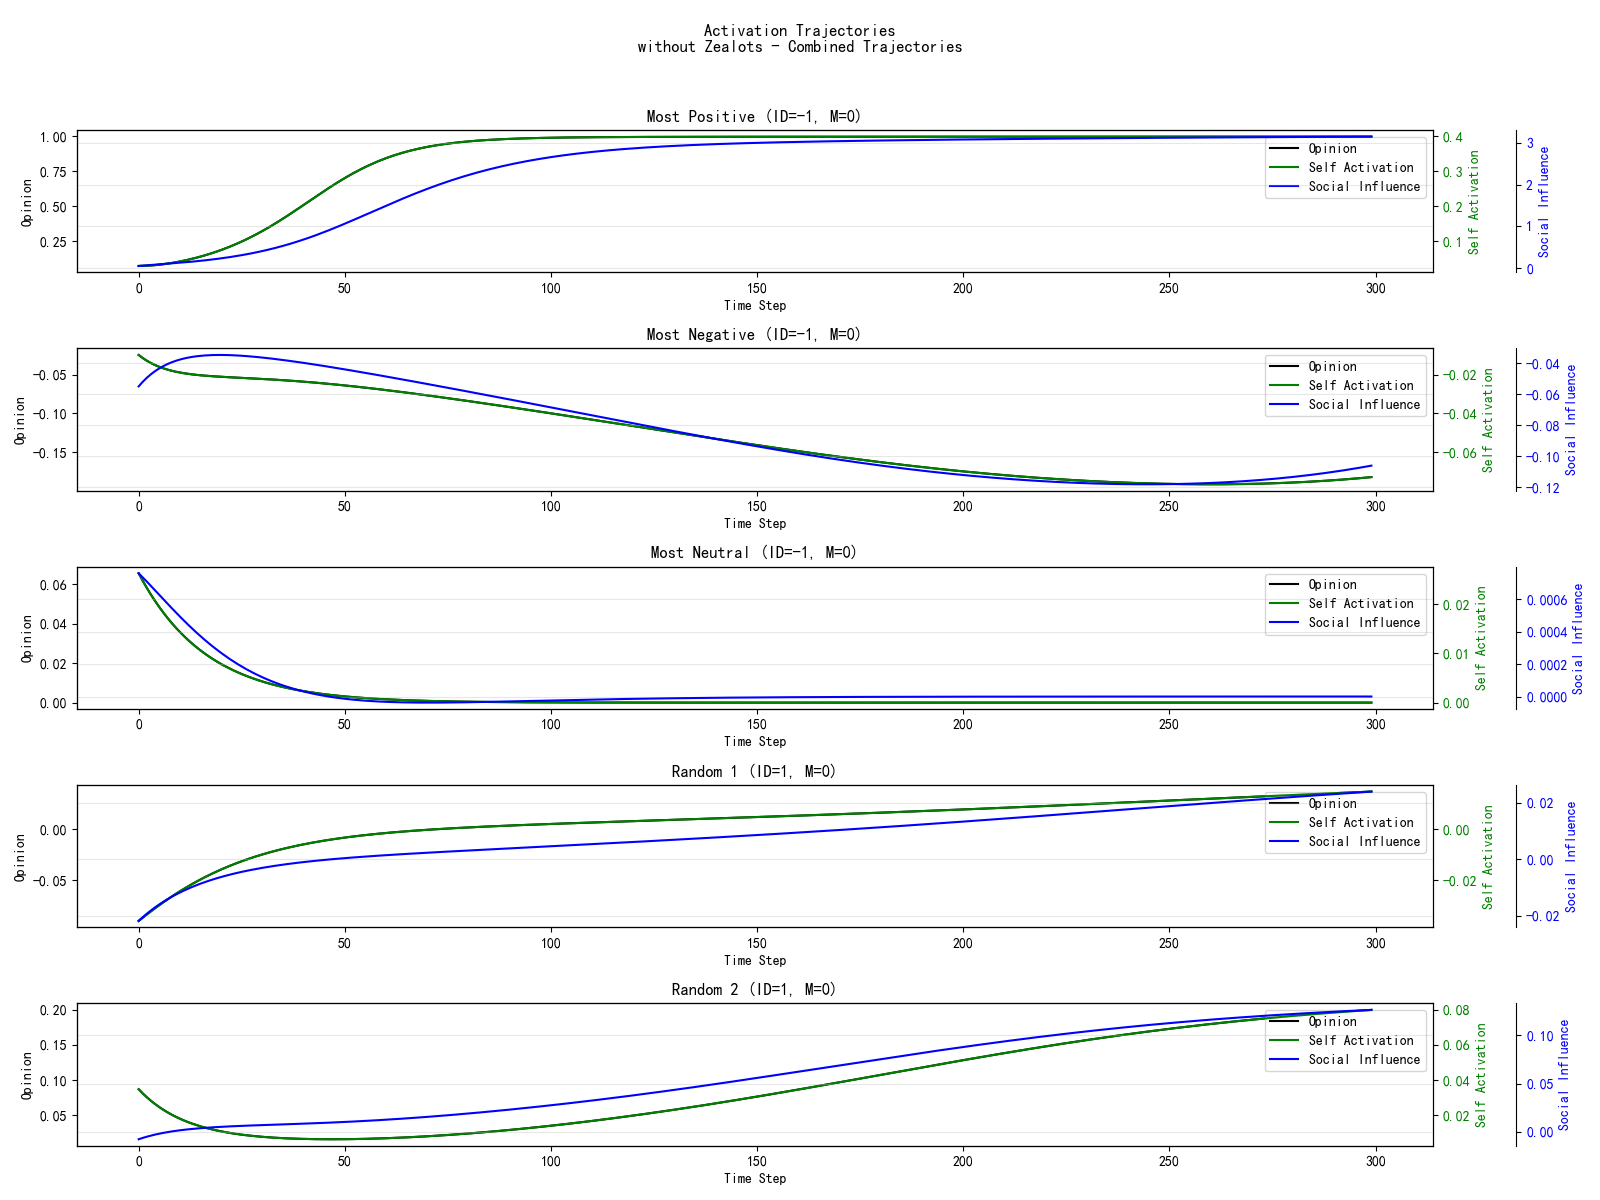 Activation Trajectories
without Zealots - Combined Trajectories
Most Positive (ID=-1, M=0)
Opinion
1.00
0.75
0.50
0.25
Opinion
Self Activation
Social Influence
0.4
0.3
0.2
0.1
Self Activation
3
2
1
0
Social Influence
0 50 100 150 200 250 300
Time Step
Most Negative (ID=-1, M=0)
Opinion
-0.05
-0.10
-0.15
Opinion
Self Activation
Social Influence
-0.02
-0.04
-0.06
Self Activation
-0.04
-0.06
-0.08
-0.10
-0.12
Social Influence
0 50 100 150 200 250 300
Time Step
Most Neutral (ID=-1, M=0)
Opinion
0.06
0.04
0.02
0.00
Opinion
Self Activation
Social Influence
0.02
0.01
0.00
Self Activation
0.0006
0.0004
0.0002
0.0000
Social Influence
0 50 100 150 200 250 300
Time Step
Random 1 (ID=1, M=0)
Opinion
0.00
-0.05
Opinion
Self Activation
Social Influence
0.00
-0.02
Self Activation
0.02
0.00
-0.02
Social Influence
0 50 100 150 200 250 300
Time Step
Random 2 (ID=1, M=0)
Opinion
0.20
0.15
0.10
0.05
Opinion
Self Activation
Social Influence
0.08
0.06
0.04
0.02
Self Activation
0.10
0.05
0.00
Social Influence
0 50 100 150 200 250 300
Time Step